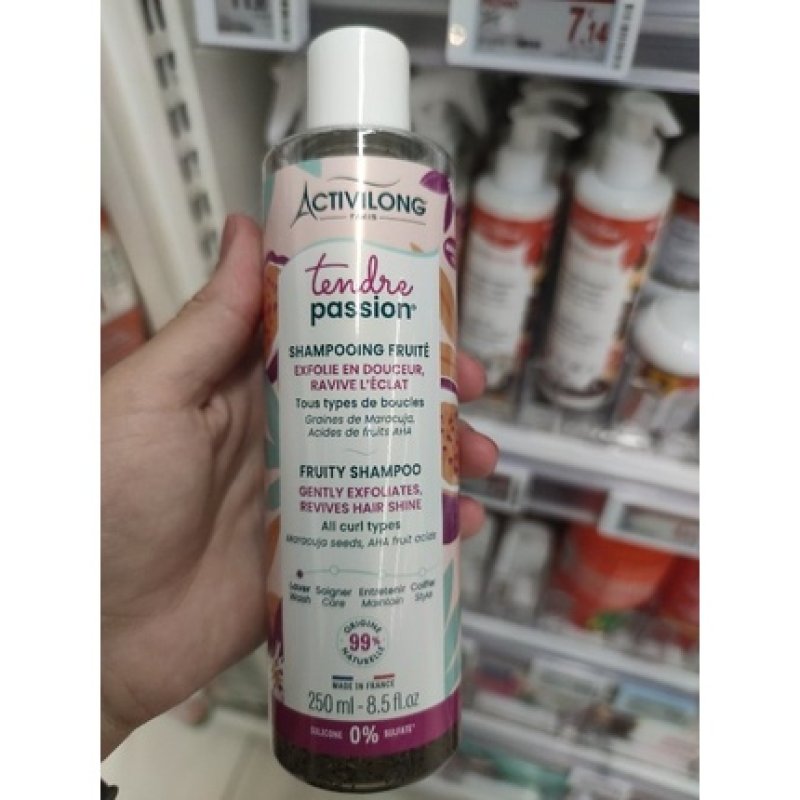 7,14
ACTIVILONG
PARIS
tendre
passion
SHAMPOOING FRUITÉ
EXFOLIE EN DOUCEUR,
RAVIVE L'ÉCLAT
Tous types de boucles
Graines de Maracuja,
Acides de fruits AHA
FRUITY SHAMPOO
GENTLY EXFOLIATES,
REVIVES HAIR SHINE
All curl types
Maracuja seeds, AHA fruit acids
Laver Soigner Entretenir Coiffer
Wash Care Maintain Style
ORIGINE
99%
NATURELLE
MADE IN FRANCE
250 ml - 8.5 fl.oz
SILICONE 0% SULFATE*